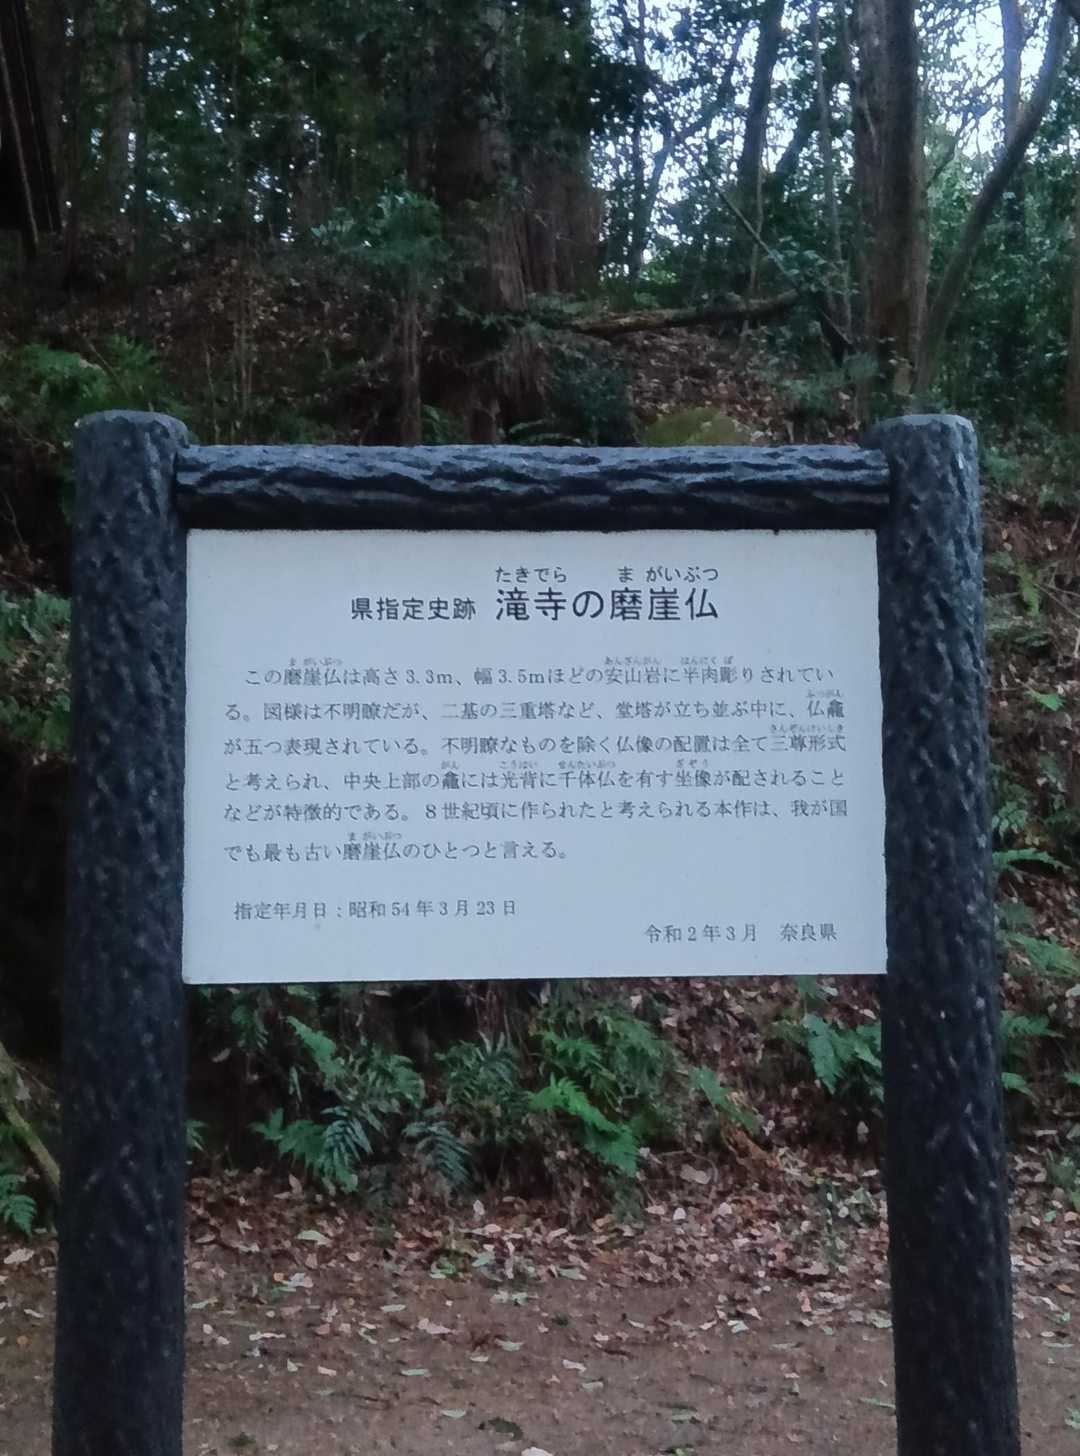 たきでら まがいぶつ
県指定史跡 滝寺の磨崖仏
まがいぶつ あんざんがん はんにくぼ
この磨崖仏は高さ3.3m、幅3.5mほどの安山岩に半肉彫りされてい
ぶつがん
る。図様は不明瞭だが、二基の三重塔など、堂塔が立ち並ぶ中に、仏龕
さんぞんけいしき
が五つ表現されている。不明瞭なものを除く仏像の配置は全て三尊形式
がん こうはい せんたいぶつ ざぞう
と考えられ、中央上部の龕には光背に千体仏を有す坐像が配されること
などが特徴的である。8世紀頃に作られたと考えられる本作は、我が国
まがいぶつ
でも最も古い磨崖仏のひとつと言える。
指定年月日：昭和54年3月23日
令和2年3月 奈良県